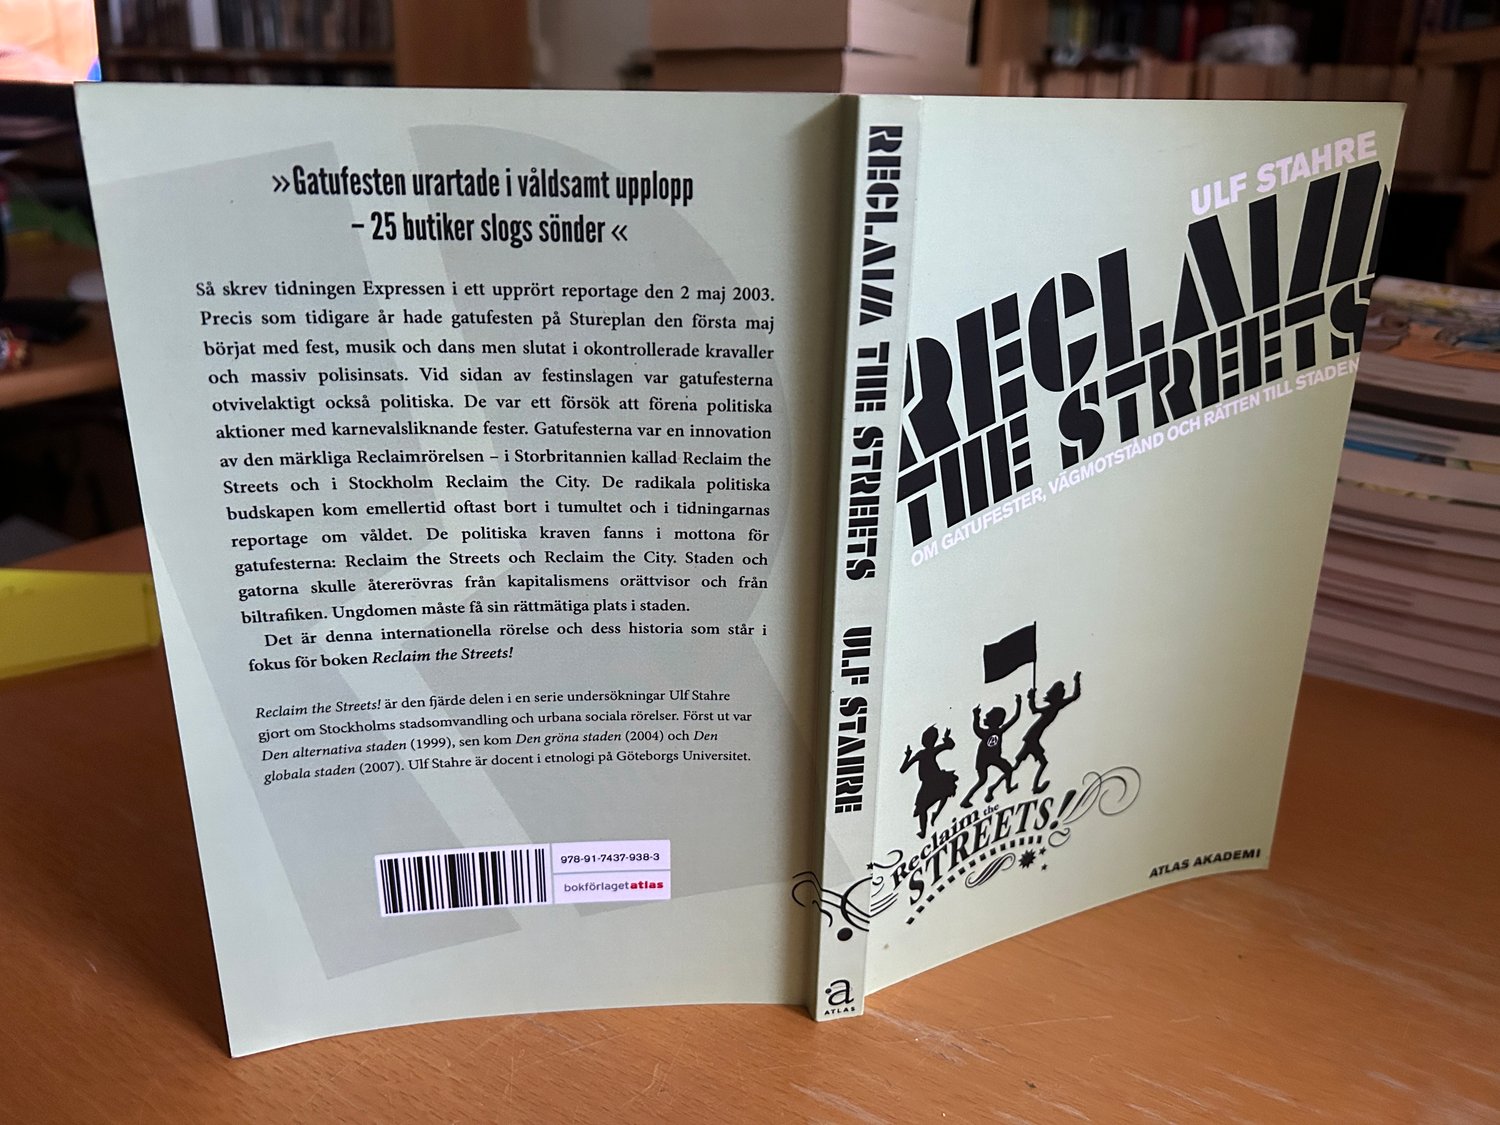 »Gatufesten urartade i våldsamt upplopp
– 25 butiker slogs sönder «
Så skrev tidningen Expressen i ett upprört reportage den 2 maj 2003.
Precis som tidigare år hade gatufesten på Stureplan den första maj
börjat med fest, musik och dans men slutat i okontrollerade kravaller
och massiv polisinsats. Vid sidan av festinslagen var gatufesterna
otvivelaktigt också politiska. De var ett försök att förena politiska
aktioner med karnevalsliknande fester. Gatufesterna var en innovation
av den märkliga Reclaimrörelsen – i Storbritannien kallad Reclaim the
Streets och i Stockholm Reclaim the City. De radikala politiska
budskapen kom emellertid oftast bort i tumultet och i tidningarnas
reportage om våldet. De politiska kraven fanns i mottona för
gatufesterna: Reclaim the Streets och Reclaim the City. Staden och
gatorna skulle återerövras från kapitalismens orättvisor och från
biltrafiken. Ungdomen måste få sin rättmätiga plats i staden.
Det är denna internationella rörelse och dess historia som står i
fokus för boken Reclaim the Streets!
Reclaim the Streets! är den fjärde delen i en serie undersökningar Ulf Stahre
gjort om Stockholms stadsomvandling och urbana sociala rörelser. Först ut var
Den alternativa staden (1999), sen kom Den gröna staden (2004) och Den
globala staden (2007). Ulf Stahre är docent i etnologi på Göteborgs Universitet.
978-91-7437-938-3
bokförlagetatlas
RECLAIM THE STREETS ULF STAHRE
a
ATLAS
ULF STAHRE
RECLAIM
THE STREETS
OM GATUFESTER, VÄGMOTSTÅND OCH RÄTTEN TILL STADEN
Reclaim the
STREETS!
ATLAS AKADEMI